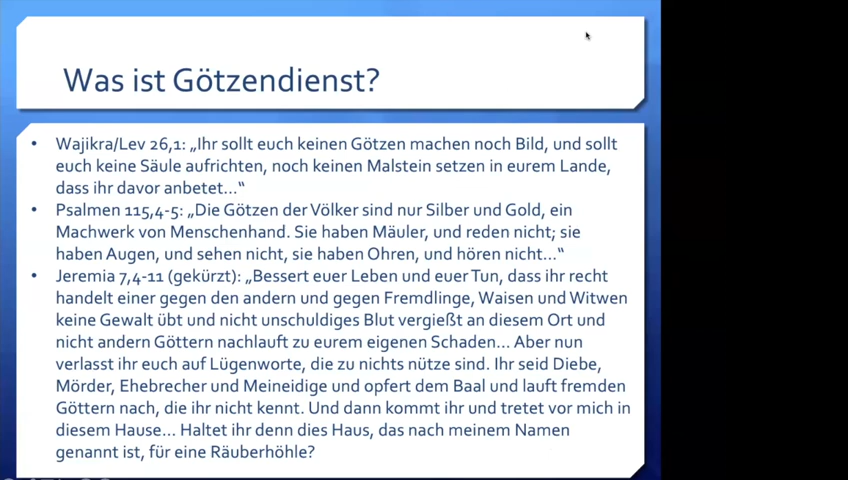 Was ist Götzendienst?
• Wajikra/Lev 26,1: „Ihr sollt euch keinen Götzen machen noch Bild, und sollt
euch keine Säule aufrichten, noch keinen Malstein setzen in eurem Lande,
dass ihr davor anbetet…“
• Psalmen 115,4-5: „Die Götzen der Völker sind nur Silber und Gold, ein
Machwerk von Menschenhand. Sie haben Mäuler, und reden nicht; sie
haben Augen, und sehen nicht, sie haben Ohren, und hören nicht…“
• Jeremia 7,4-11 (gekürzt): „Bessert euer Leben und euer Tun, dass ihr recht
handelt einer gegen den andern und gegen Fremdlinge, Waisen und Witwen
keine Gewalt übt und nicht unschuldiges Blut vergießt an diesem Ort und
nicht andern Göttern nachlauft zu eurem eigenen Schaden… Aber nun
verlasst ihr euch auf Lügenworte, die zu nichts nütze sind. Ihr seid Diebe,
Mörder, Ehebrecher und Meineidige und opfert dem Baal und lauft fremden
Göttern nach, die ihr nicht kennt. Und dann kommt ihr und tretet vor mich in
diesem Hause… Haltet ihr denn dies Haus, das nach meinem Namen
genannt ist, für eine Räuberhöhle?